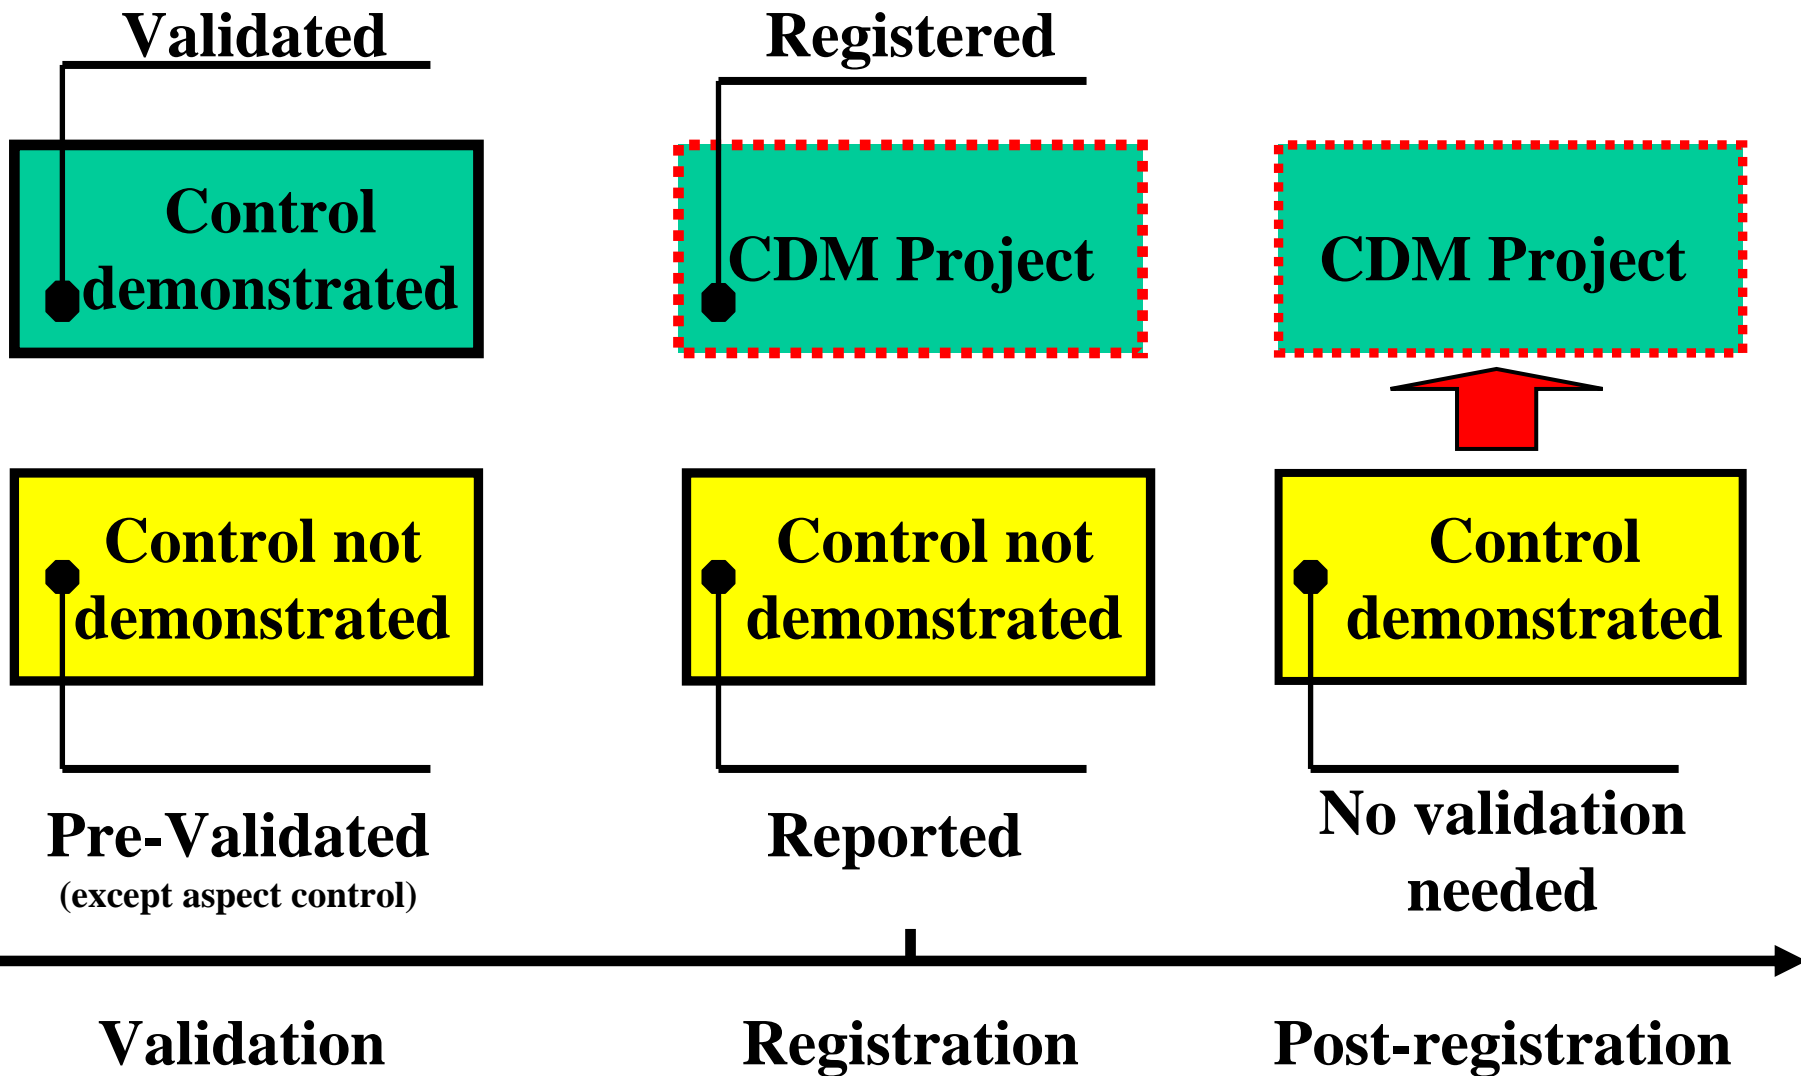 Validated
Registered
Control
demonstrated
CDM Project
CDM Project
Control not
demonstrated
Control not
demonstrated
Control
demonstrated
Pre-Validated
(except aspect control)
Reported
No validation
needed
Validation
Registration
Post-registration